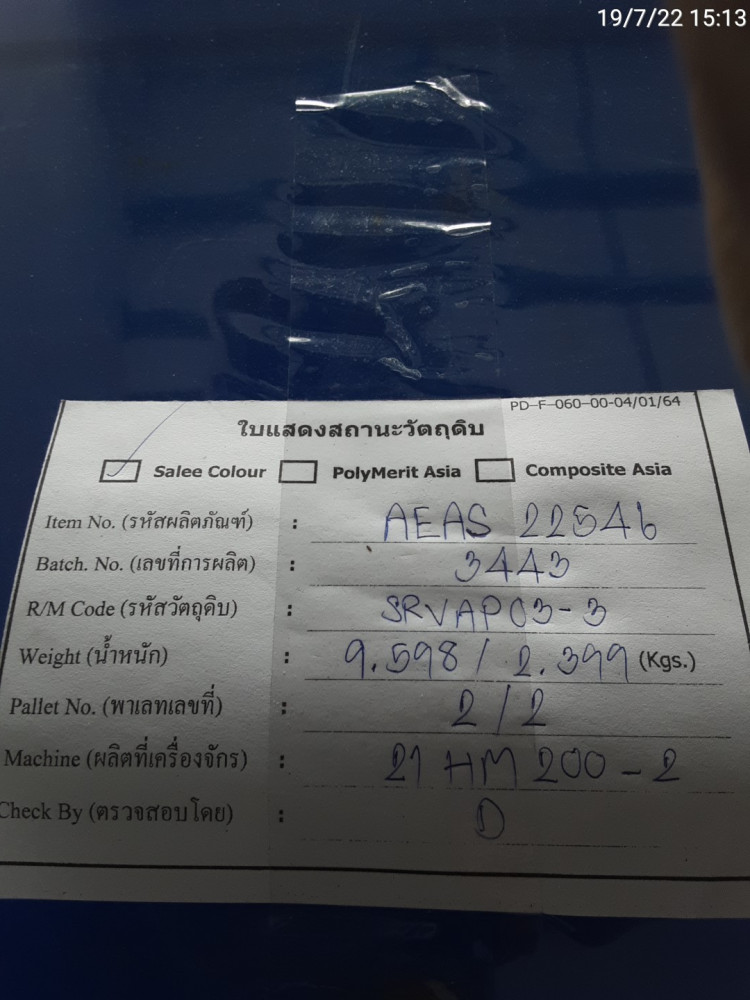 19/7/22 15:13
PD-F-060-00-04/01/64
ใบแสดงสถานะวัตถุดิบ
Salee Colour PolyMerit Asia Composite Asia
Item No. (รหัสผลิตภัณฑ์) : AEAS 22546
Batch. No. (เลขที่การผลิต) : 3443
R/M Code (รหัสวัตถุดิบ) : SRVAP03-3
Weight (น้ำหนัก) : 9.598 / 2.399 (Kgs.)
Pallet No. (พาเลทเลขที่) : 2/2
Machine (ผลิตที่เครื่องจักร) : 21 HM 200-2
Check By (ตรวจสอบโดย) : D